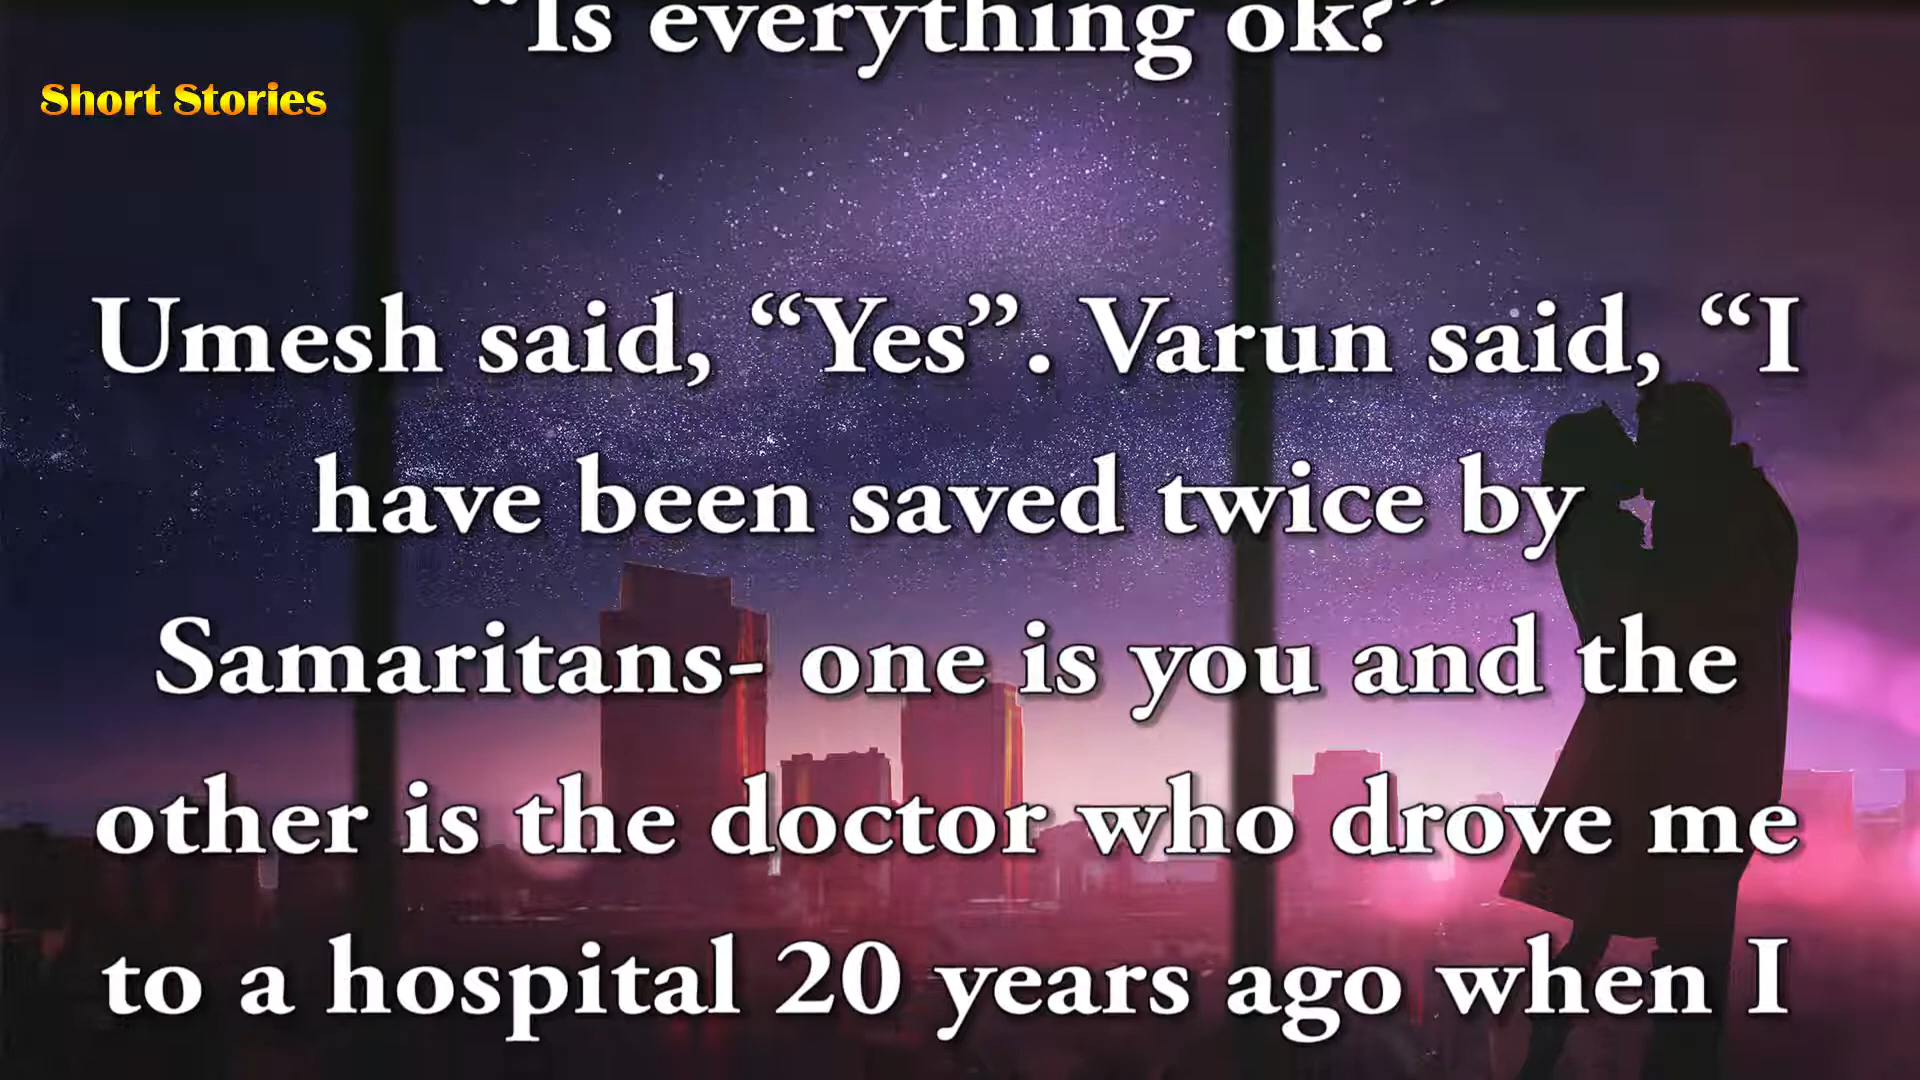 “Is everything ok?”
Short Stories
Umesh said, “Yes”. Varun said, “I
have been saved twice by
Samaritans- one is you and the
other is the doctor who drove me
to a hospital 20 years ago when I